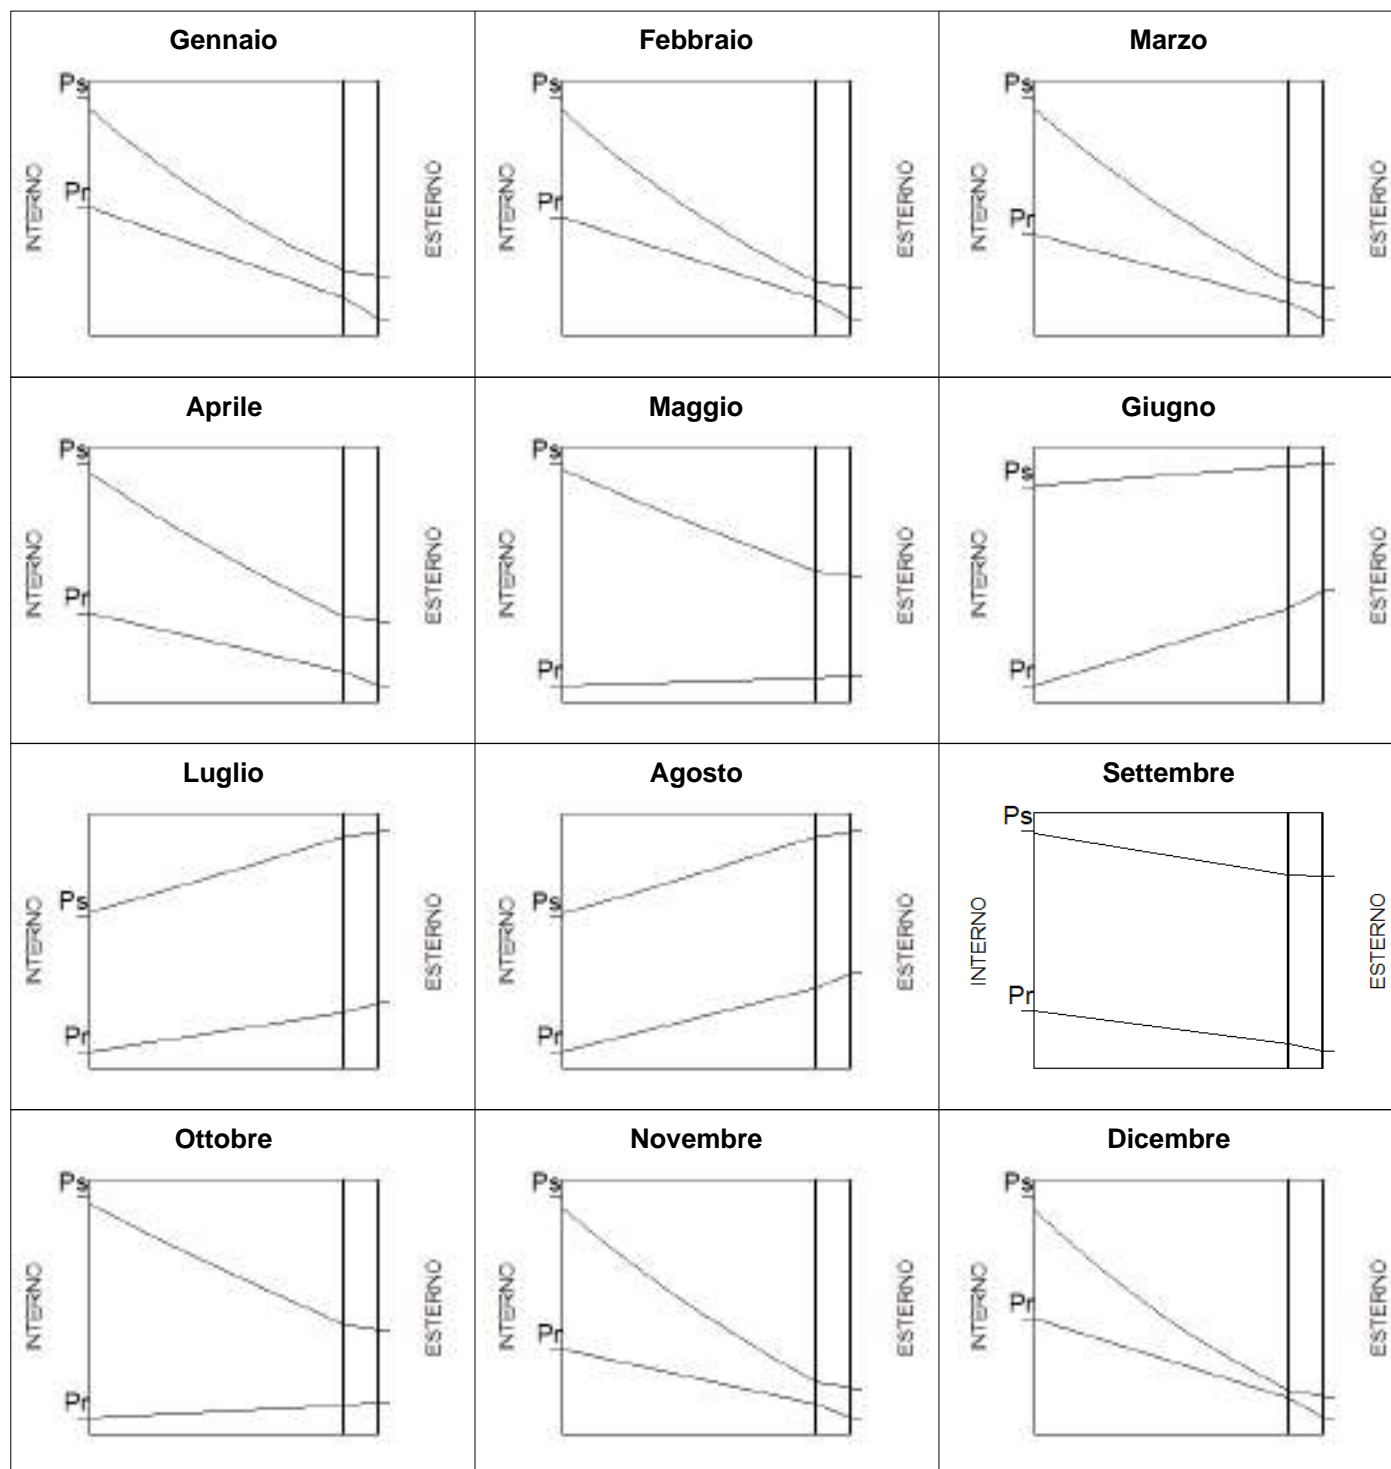 Gennaio
Ps
Pr
INTERNO
ESTERNO
Febbraio
Ps
Pr
INTERNO
ESTERNO
Marzo
Ps
Pr
INTERNO
ESTERNO
Aprile
Ps
Pr
INTERNO
ESTERNO
Maggio
Ps
Pr
INTERNO
ESTERNO
Giugno
Ps
Pr
INTERNO
ESTERNO
Luglio
Ps
Pr
INTERNO
ESTERNO
Agosto
Ps
Pr
INTERNO
ESTERNO
Settembre
Ps
Pr
INTERNO
ESTERNO
Ottobre
Ps
Pr
INTERNO
ESTERNO
Novembre
Ps
Pr
INTERNO
ESTERNO
Dicembre
Ps
Pr
INTERNO
ESTERNO